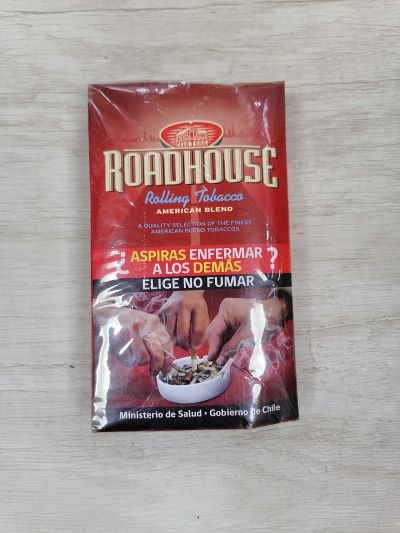 ROADHOUSE
Rolling Tobacco
AMERICAN BLEND
A QUALITY SELECTION OF THE FINEST
AMERICAN BLEND TOBACCOS
¿ASPIRAS ENFERMAR
A LOS DEMÁS?
ELIGE NO FUMAR
Ministerio de Salud • Gobierno de Chile